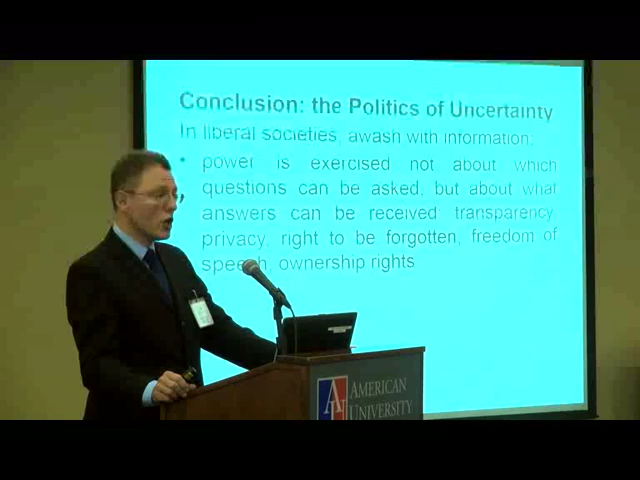 Conclusion: the Politics of Uncertainty
In liberal societies, awash with information:
• power is exercised not about which
questions can be asked, but about what
answers can be received: transparency,
privacy, right to be forgotten, freedom of
speech, ownership rights
AU AMERICAN
UNIVERSITY